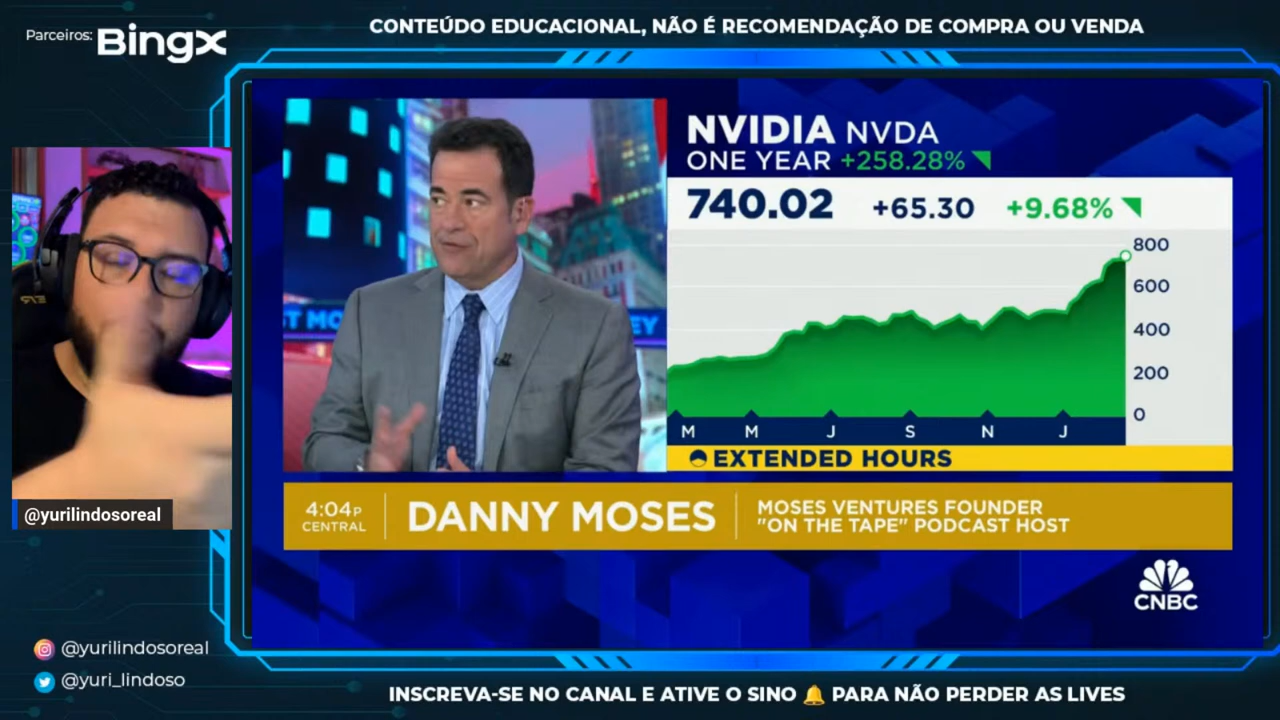 Parceiros: BingX
CONTEÚDO EDUCACIONAL, NÃO É RECOMENDAÇÃO DE COMPRA OU VENDA
NVIDIA NVDA
ONE YEAR +258.28%
740.02 +65.30 +9.68%
800
600
400
200
0
M M J S N J
EXTENDED HOURS
@yurilindosoreal
4:04P
CENTRAL
DANNY MOSES
MOSES VENTURES FOUNDER
"ON THE TAPE" PODCAST HOST
CNBC
@yurilindosoreal
@yuri_lindoso
INSCREVA-SE NO CANAL E ATIVE O SINO 🔔 PARA NÃO PERDER AS LIVES